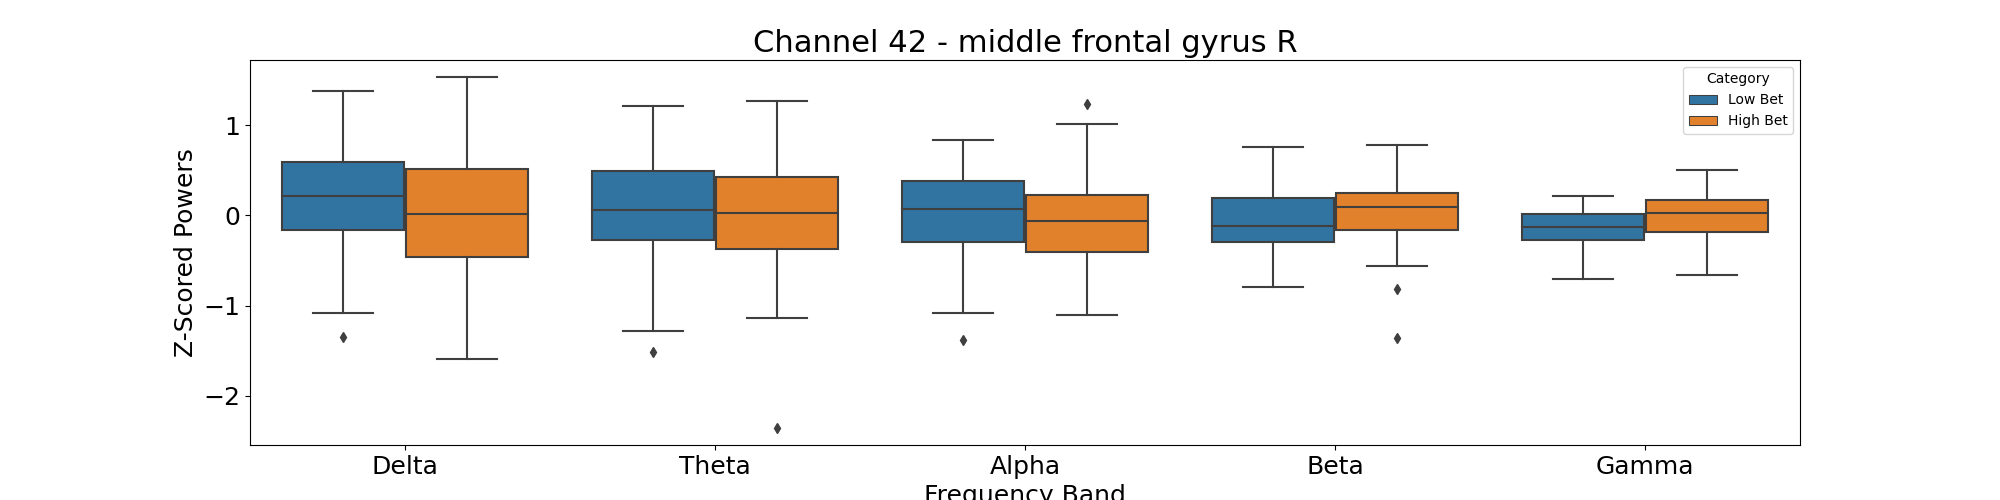 Channel 42 - middle frontal gyrus R
Category
Low Bet
High Bet
Z-Scored Powers
1
0
−1
−2
Delta Theta Alpha Beta Gamma
Frequency Band